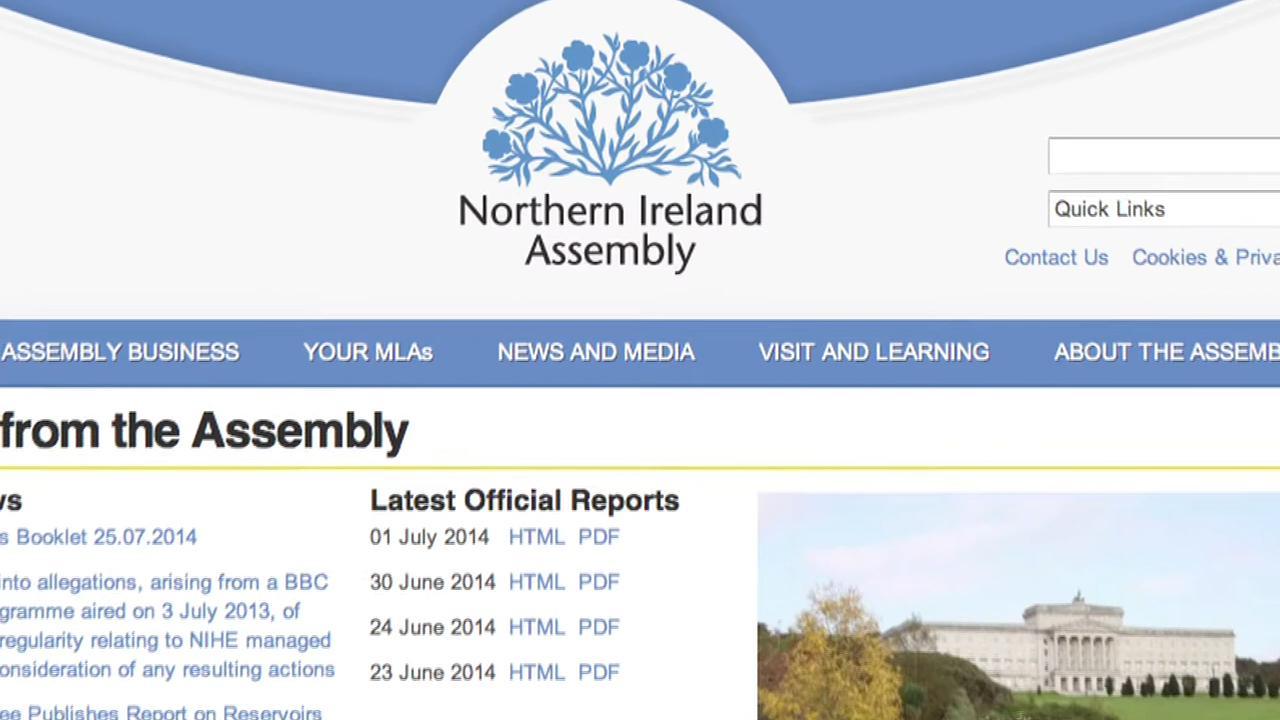 Northern Ireland
Assembly
Quick Links
Contact Us Cookies &
ASSEMBLY BUSINESS YOUR MLAs NEWS AND MEDIA VISIT AND LEARNING ABOUT THE
from the Assembly
Latest Official Reports
s Booklet 25.07.2014
into allegations, arising from a BBC
gramme aired on 3 July 2013, of
regularity relating to NIHE managed
onsideration of any resulting actions
ee Publishes Report on Reservoirs
01 July 2014 HTML PDF
30 June 2014 HTML PDF
24 June 2014 HTML PDF
23 June 2014 HTML PDF